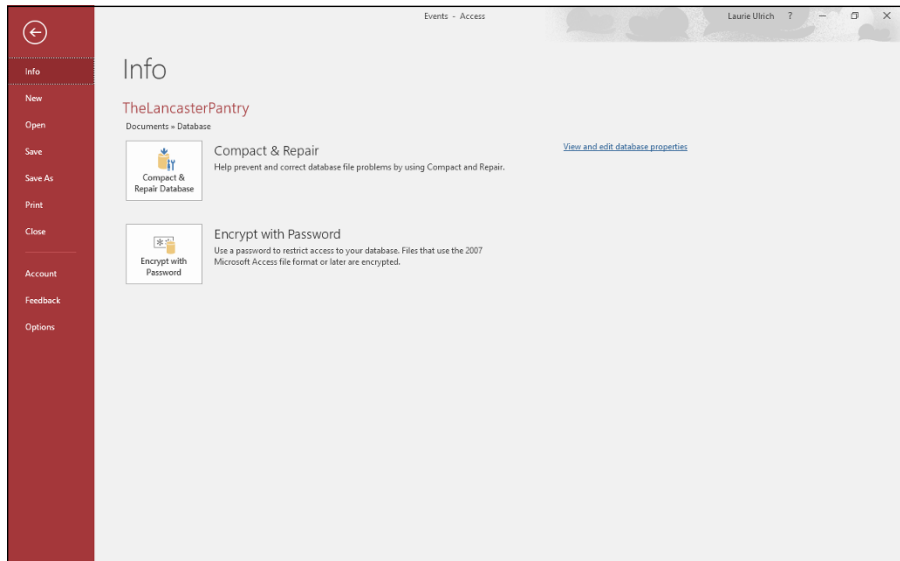 Events - Access
Laurie Ulrich ?
Info
New
Open
Save
Save As
Print
Close
Account
Feedback
Options
Info
TheLancasterPantry
Documents » Database
Compact &
Repair Database
Compact & Repair
Help prevent and correct database file problems by using Compact and Repair.
View and edit database properties
Encrypt with
Password
Encrypt with Password
Use a password to restrict access to your database. Files that use the 2007
Microsoft Access file format or later are encrypted.